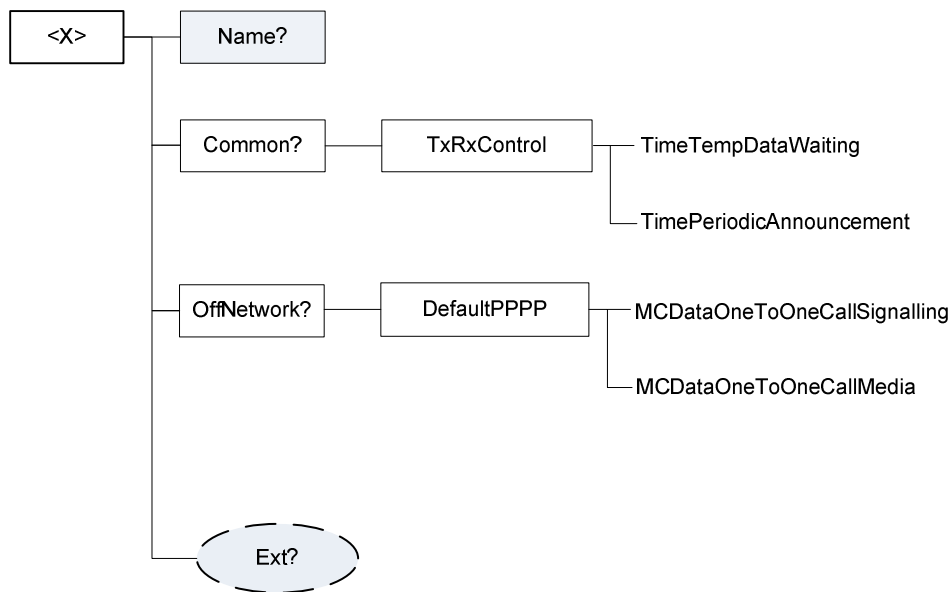 <X>
Name?
Common?
TxRxControl
TimeTempDataWaiting
TimePeriodicAnnouncement
OffNetwork?
DefaultPPPP
MCDataOneToOneCallSignalling
MCDataOneToOneCallMedia
Ext?